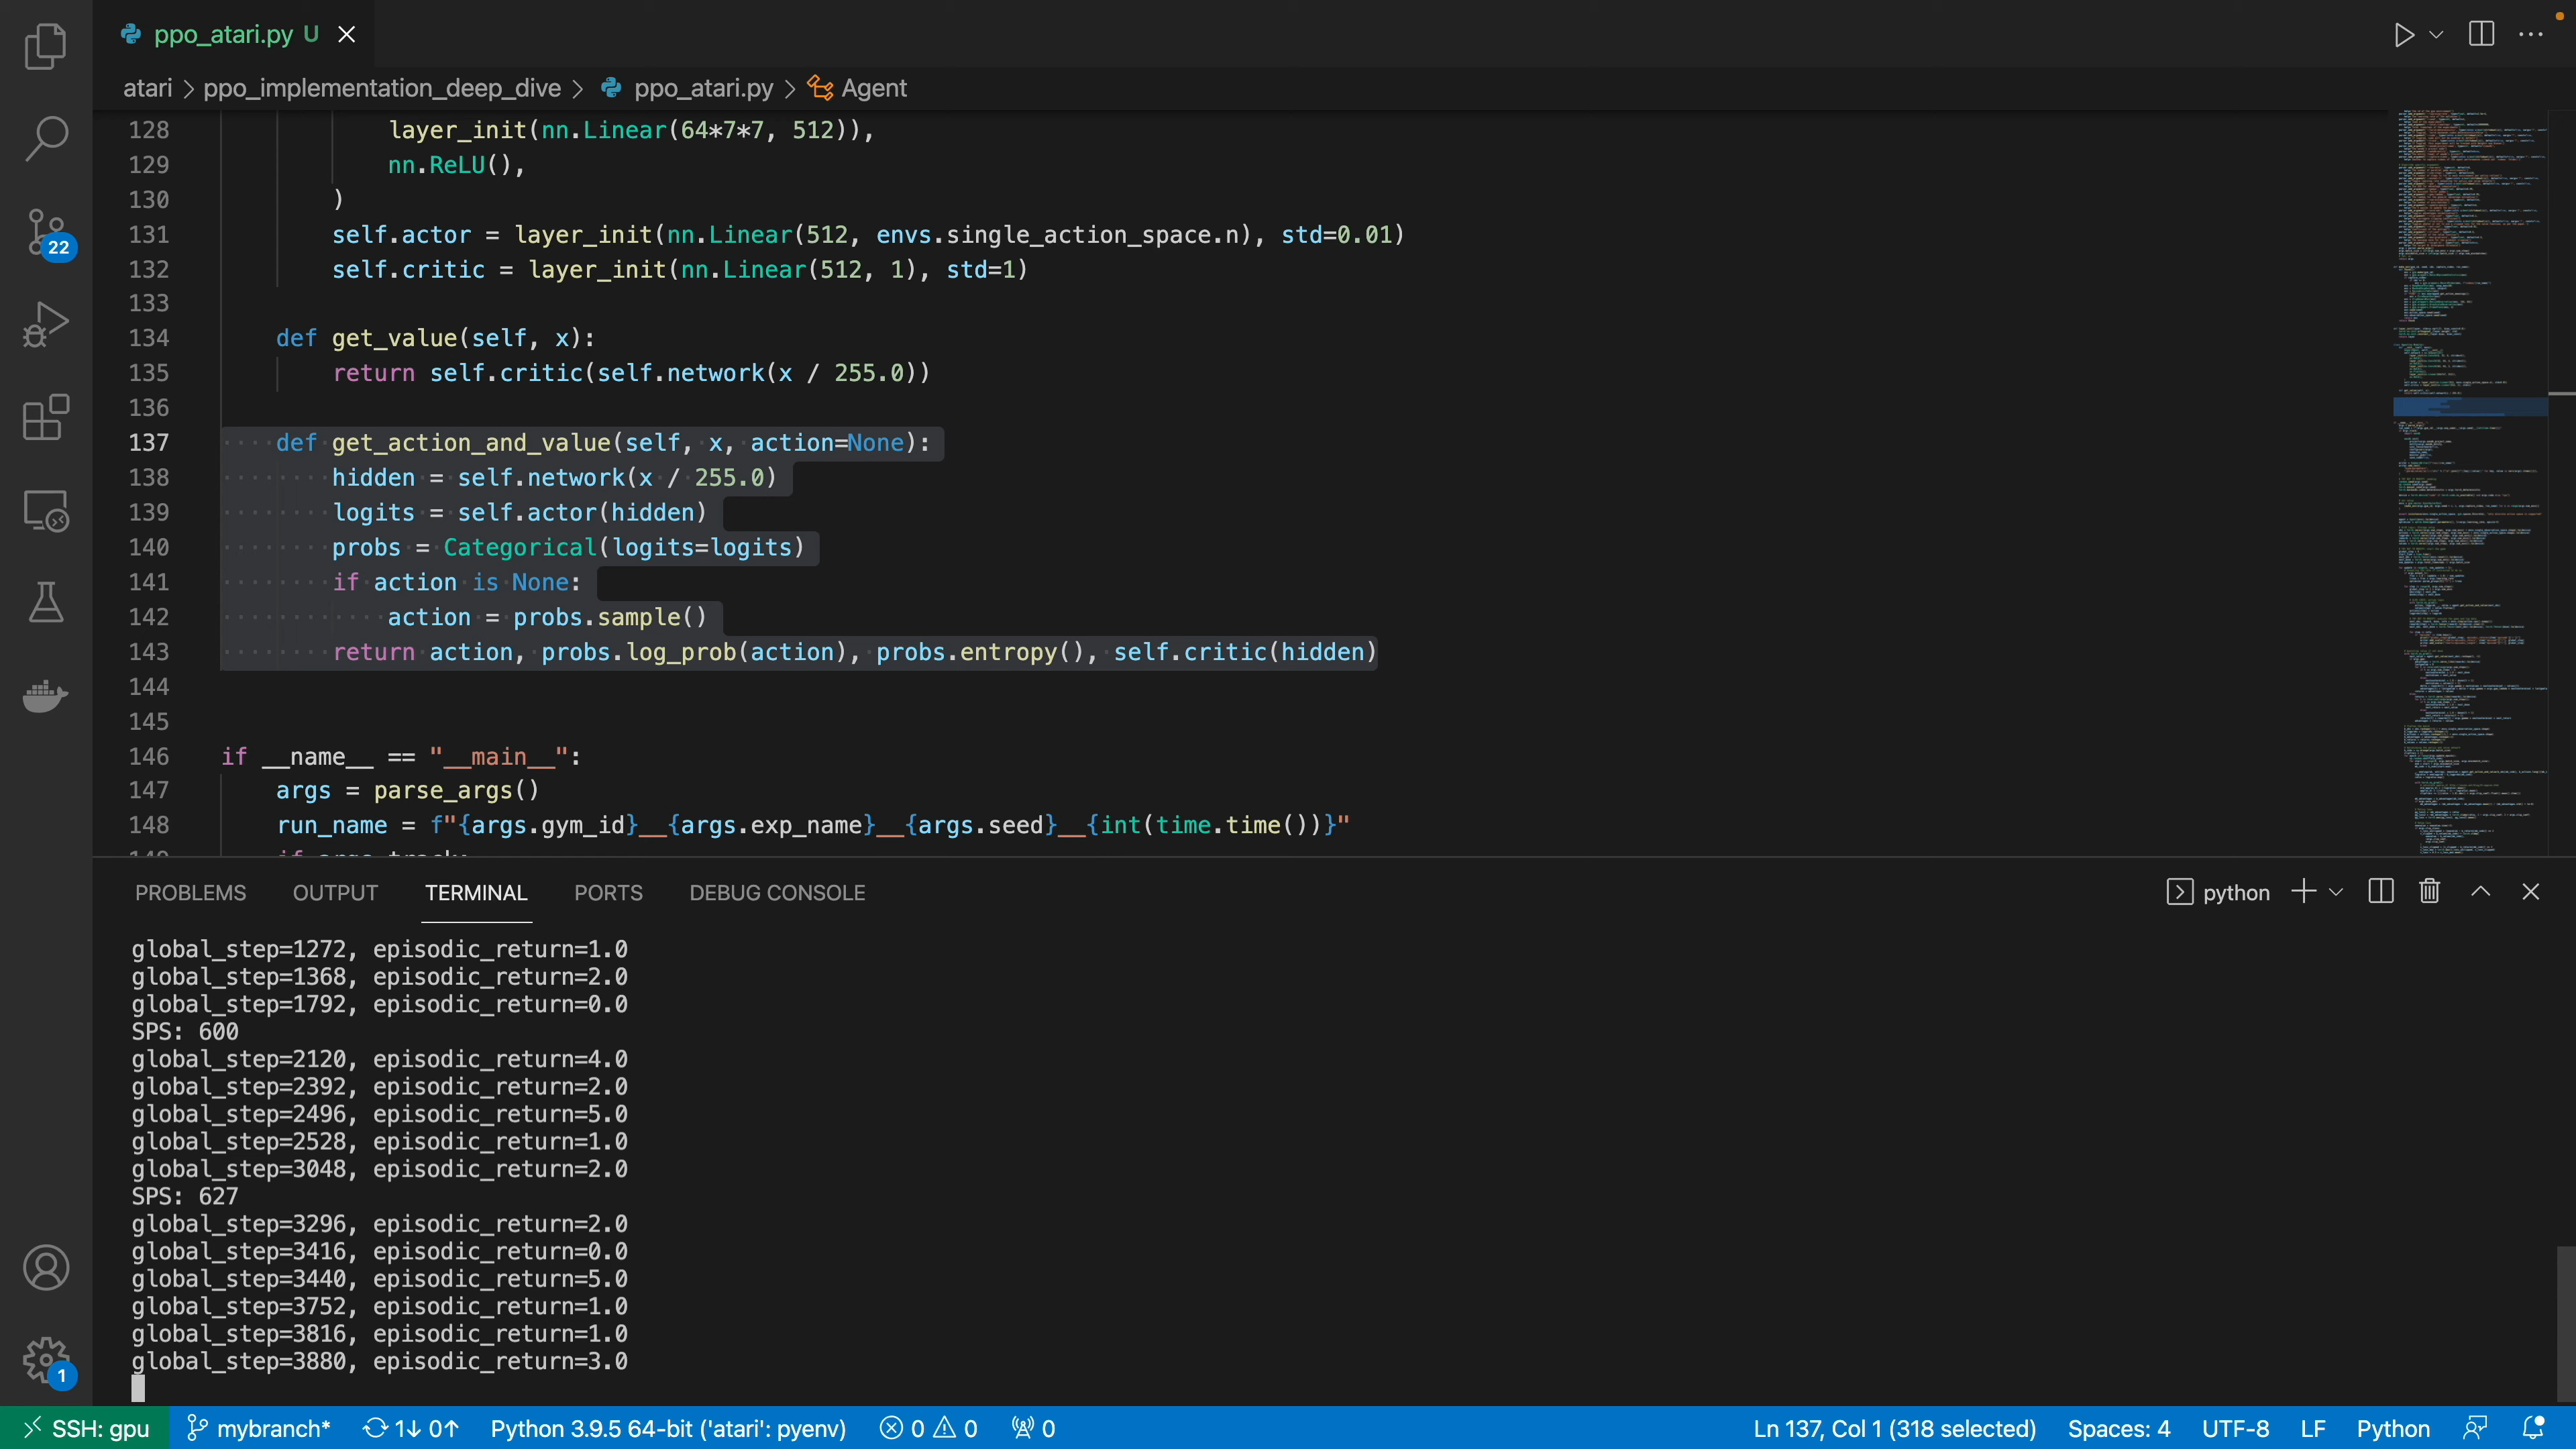 ppo_atari.py U
atari > ppo_implementation_deep_dive > ppo_atari.py > Agent
128 layer_init(nn.Linear(64*7*7, 512)),
129 nn.ReLU(),
130 )
131 self.actor = layer_init(nn.Linear(512, envs.single_action_space.n), std=0.01)
132 self.critic = layer_init(nn.Linear(512, 1), std=1)
133
134 def get_value(self, x):
135 return self.critic(self.network(x / 255.0))
136
137 def get_action_and_value(self, x, action=None):
138 hidden = self.network(x / 255.0)
139 logits = self.actor(hidden)
140 probs = Categorical(logits=logits)
141 if action is None:
142 action = probs.sample()
143 return action, probs.log_prob(action), probs.entropy(), self.critic(hidden)
144
145
146 if __name__ == "__main__":
147 args = parse_args()
148 run_name = f"{args.gym_id}__{args.exp_name}__{args.seed}__{int(time.time())}"
149 if args.track:
22
1
PROBLEMS OUTPUT TERMINAL PORTS DEBUG CONSOLE python
global_step=1272, episodic_return=1.0
global_step=1368, episodic_return=2.0
global_step=1792, episodic_return=0.0
SPS: 600
global_step=2120, episodic_return=4.0
global_step=2392, episodic_return=2.0
global_step=2496, episodic_return=5.0
global_step=2528, episodic_return=1.0
global_step=3048, episodic_return=2.0
SPS: 627
global_step=3296, episodic_return=2.0
global_step=3416, episodic_return=0.0
global_step=3440, episodic_return=5.0
global_step=3752, episodic_return=1.0
global_step=3816, episodic_return=1.0
global_step=3880, episodic_return=3.0
SSH: gpu mybranch* 1↓ 0↑ Python 3.9.5 64-bit ('atari': pyenv) 0 0 0 Ln 137, Col 1 (318 selected) Spaces: 4 UTF-8 LF Python